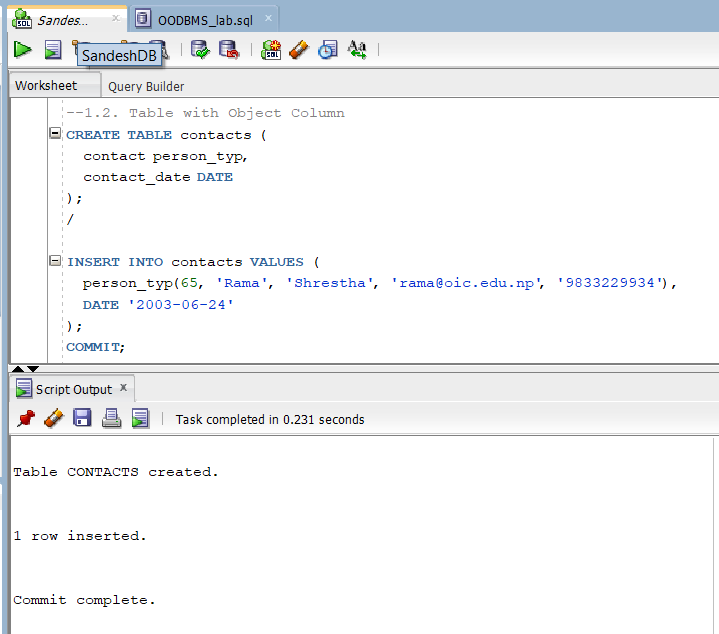 Sandes...
OODBMS_lab.sql
SandeshDB
Worksheet
Query Builder
--1.2. Table with Object Column
CREATE TABLE contacts (
contact person_typ,
contact_date DATE
);
/
INSERT INTO contacts VALUES (
person_typ(65, 'Rama', 'Shrestha', 'rama@oic.edu.np', '9833229934'),
DATE '2003-06-24'
);
COMMIT;
Script Output
Task completed in 0.231 seconds
Table CONTACTS created.
1 row inserted.
Commit complete.